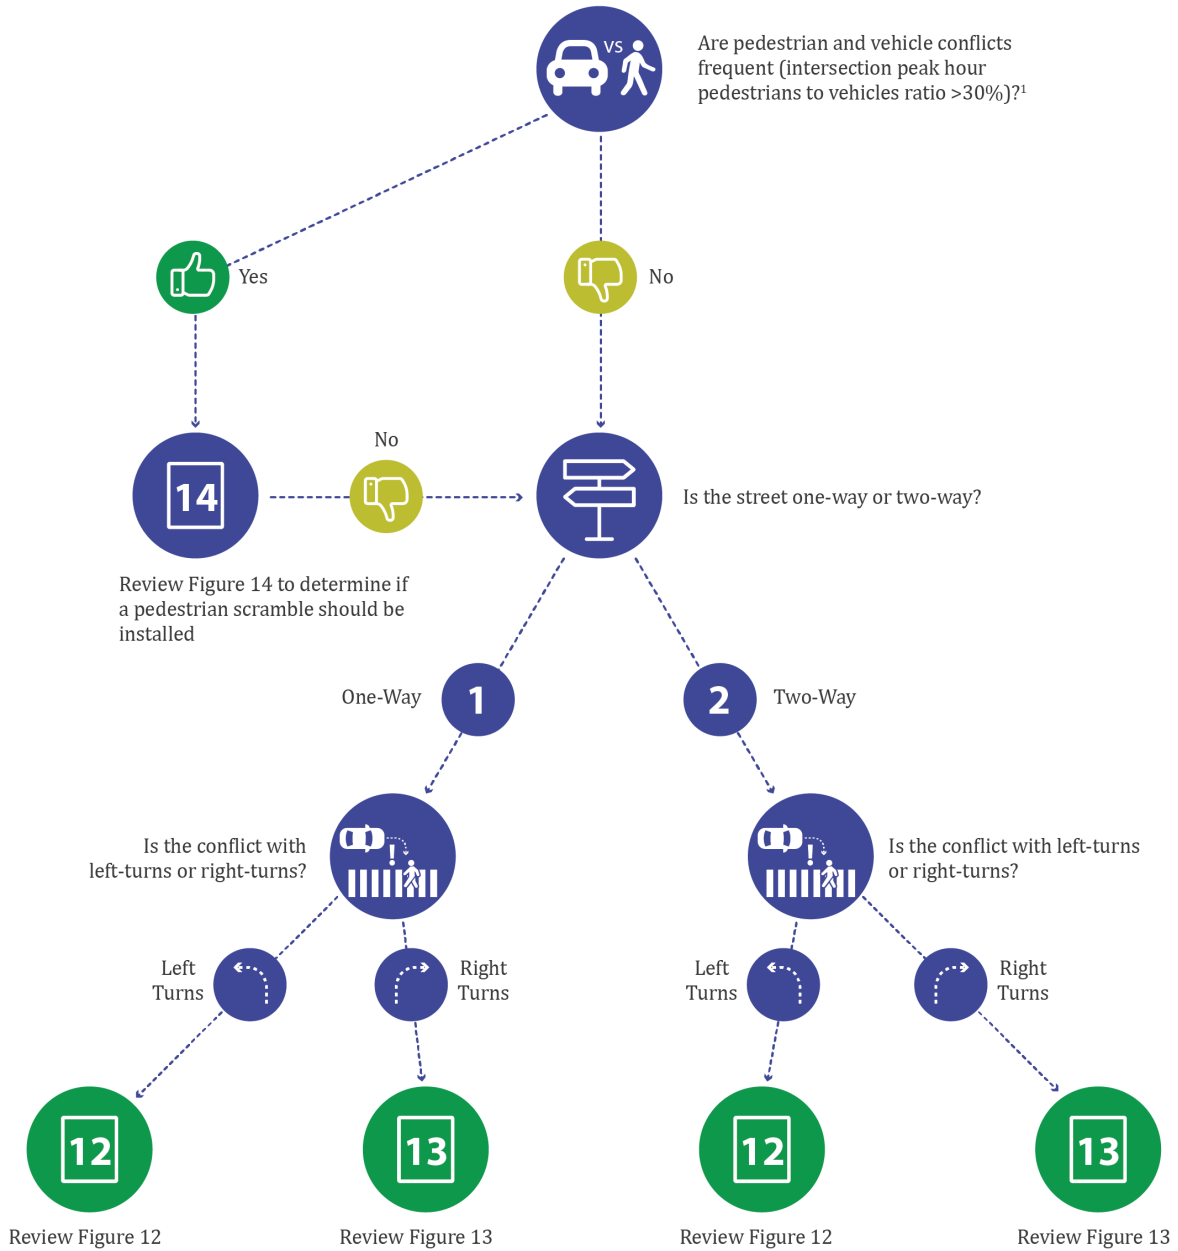 VS
Are pedestrian and vehicle conflicts
frequent (intersection peak hour
pedestrians to vehicles ratio >30%)?¹
Yes
No
No
14
Is the street one-way or two-way?
Review Figure 14 to determine if
a pedestrian scramble should be
installed
One-Way
1
2
Two-Way
Is the conflict with
left-turns or right-turns?
!
!
Is the conflict with left-turns
or right-turns?
Left
Turns
Right
Turns
Left
Turns
Right
Turns
12
13
12
13
Review Figure 12
Review Figure 13
Review Figure 12
Review Figure 13